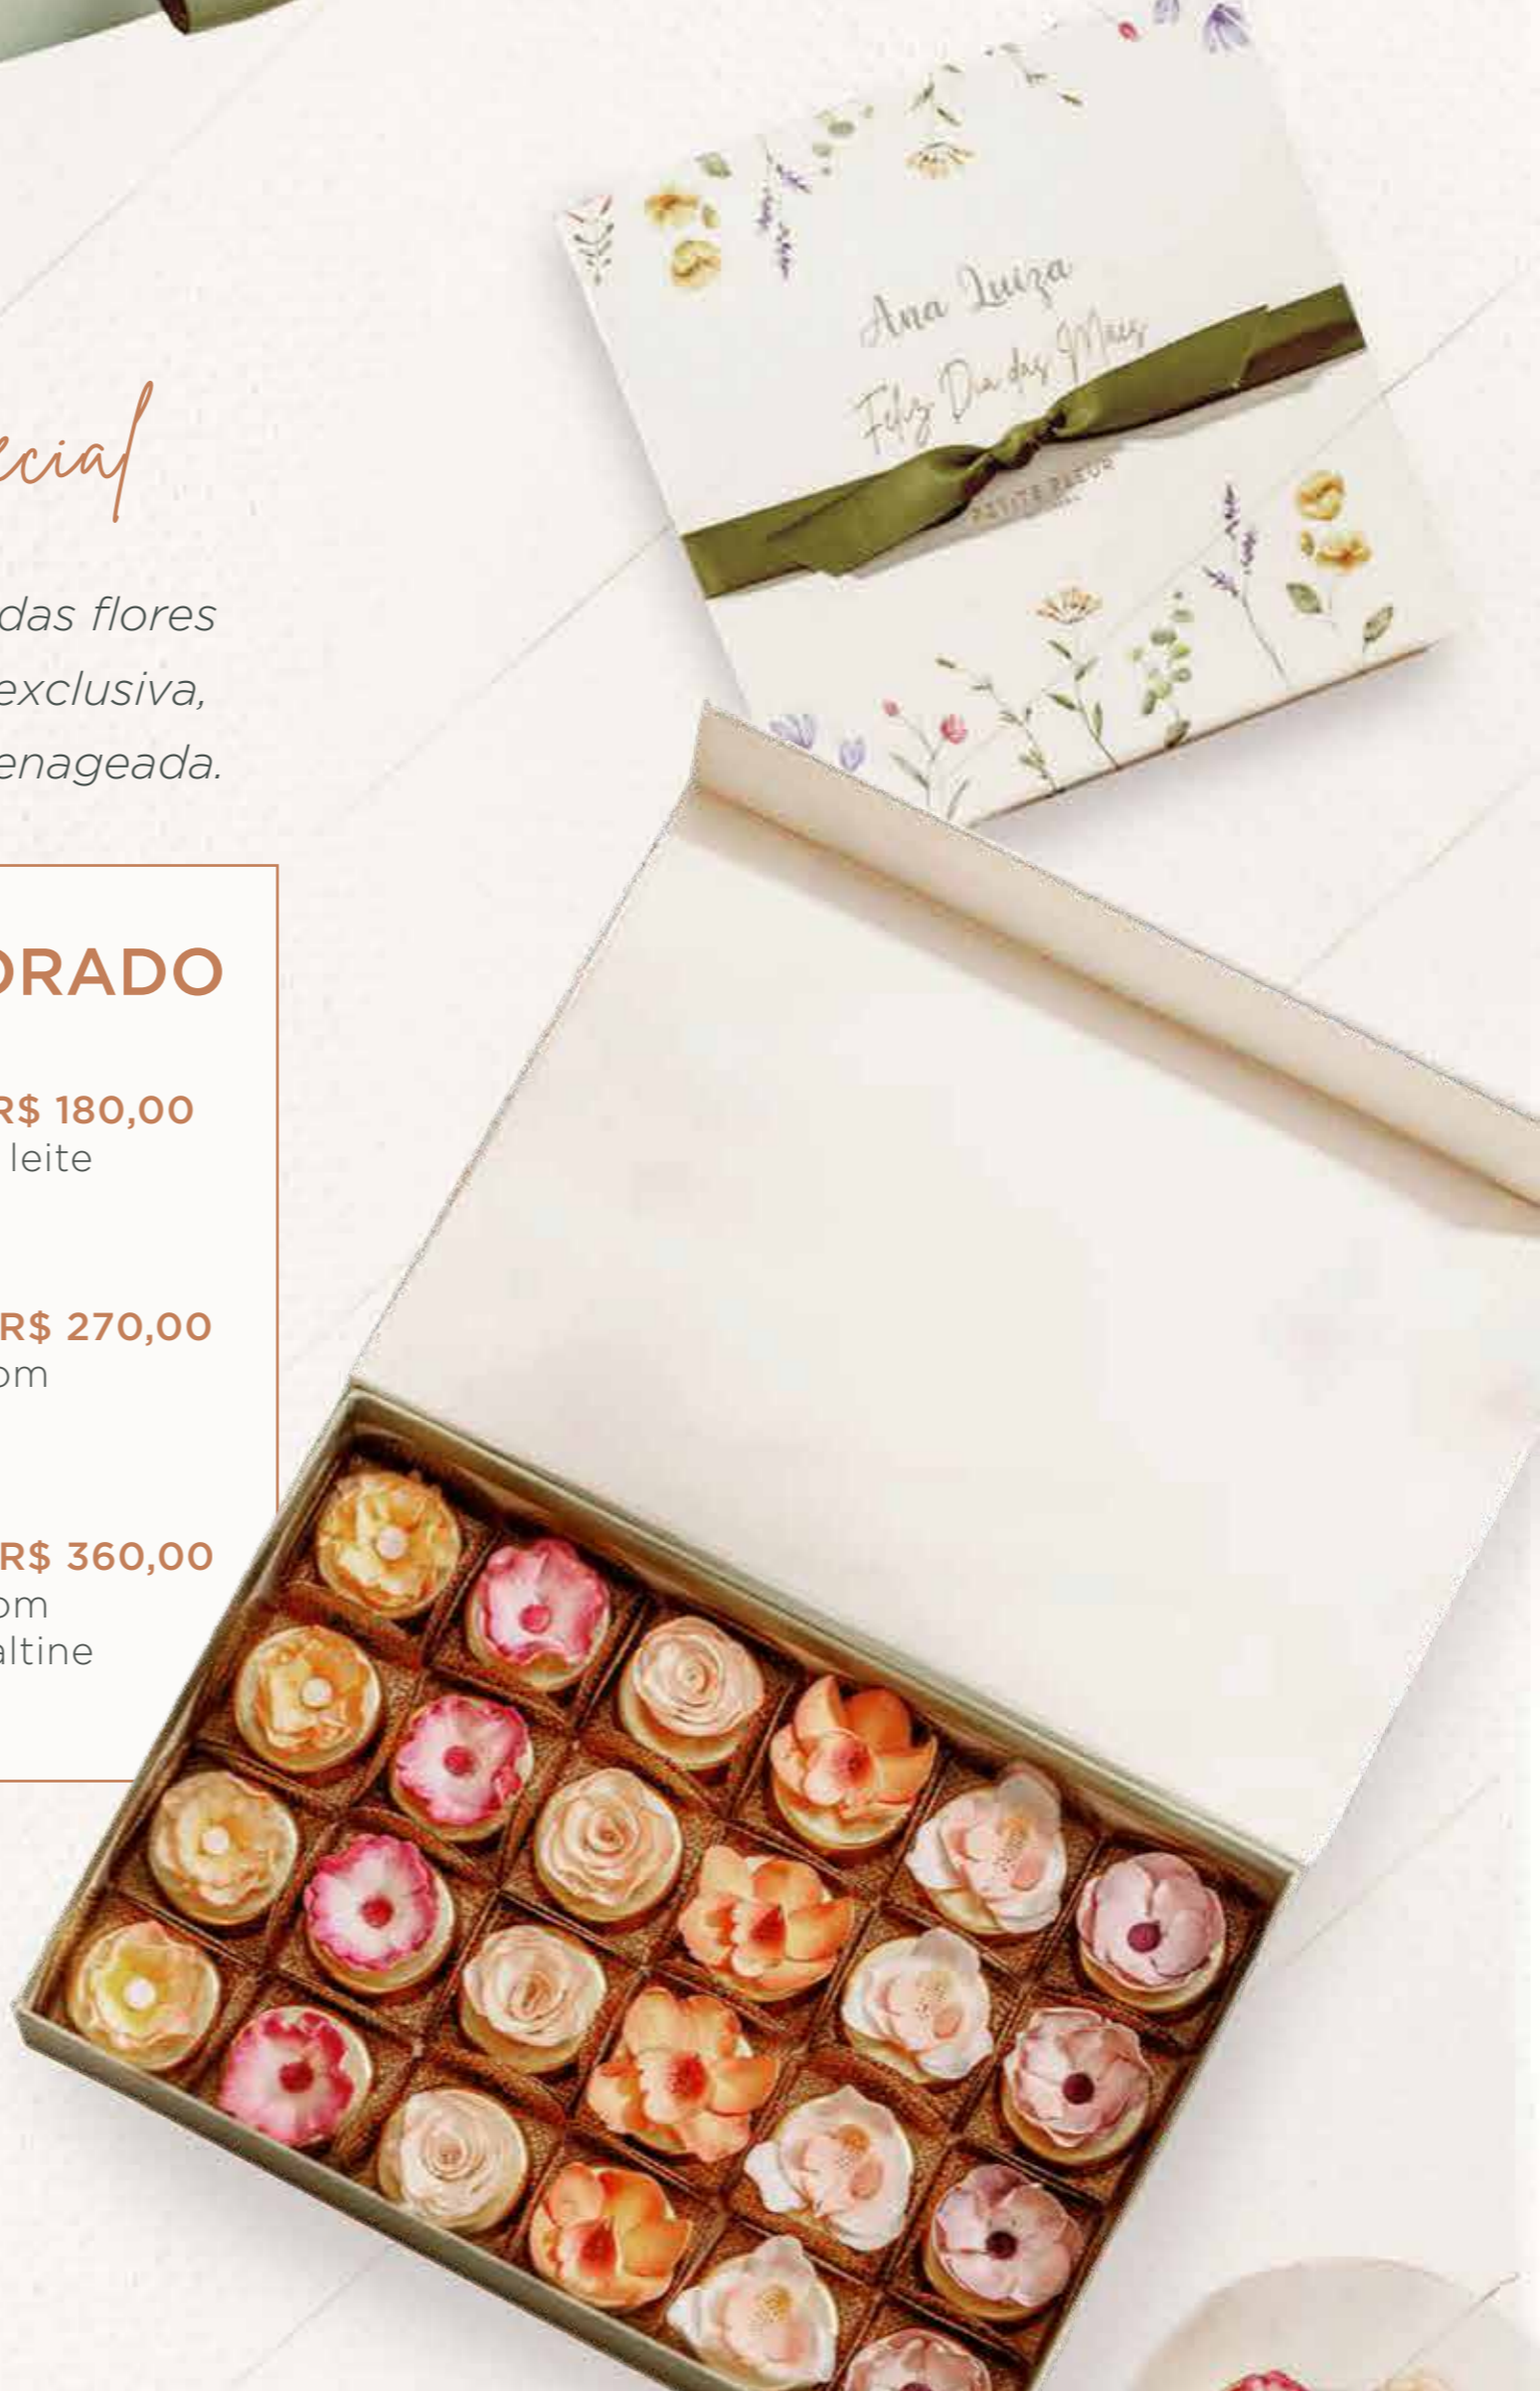 Ana Luiza
Feliz Dia das Mães
ecial
das flores
exclusiva,
enageada.
ORADO
R$ 180,00
leite
R$ 270,00
om
R$ 360,00
om
altine